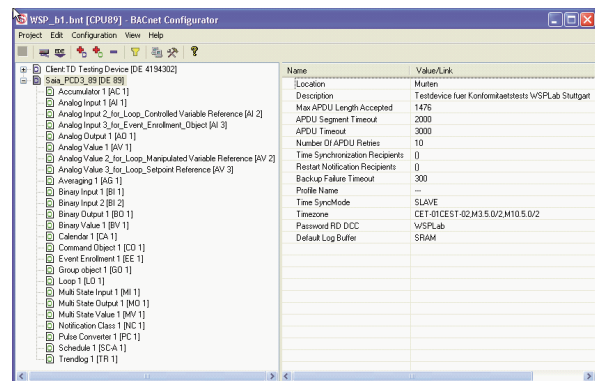 WSP_b1.bnt [CPU89] - BACnet Configurator
Project Edit Configuration View Help
Client:TD Testing Device [DE 4194302]
Saia_PCD3_89 [DE 89]
Accumulator 1 [AC 1]
Analog Input 1 [AI 1]
Analog Input 2_for_Loop_Controlled Variable Reference [AI 2]
Analog Input 3_for_Event_Enrollment_Object [AI 3]
Analog Output 1 [AO 1]
Analog Value 1 [AV 1]
Analog Value 2_for_Loop_Manipulated Variable Reference [AV 2]
Analog Value 3_for_Loop_Setpoint Reference [AV 3]
Averaging 1 [AG 1]
Binary Input 1 [BI 1]
Binary Input 2 [BI 2]
Binary Output 1 [BO 1]
Binary Value 1 [BV 1]
Calendar 1 [CA 1]
Command Object 1 [CO 1]
Event Enrollment 1 [EE 1]
Group object 1 [GO 1]
Loop 1 [LO 1]
Multi State Input 1 [MI 1]
Multi State Output 1 [MO 1]
Multi State Value 1 [MV 1]
Notification Class 1 [NC 1]
Pulse Converter 1 [PC 1]
Schedule 1 [SC-A 1]
Trendlog 1 [TR 1]
Name Value/Link
Location Murten
Description Testdevice fuer Konformitaetstests WSPLab Stuttgart
Max APDU Length Accepted 1476
APDU Segment Timeout 2000
APDU Timeout 3000
Number Of APDU Retries 10
Time Synchronization Recipients ()
Restart Notification Recipients ()
Backup Failure Timeout 300
Profile Name ---
Time SyncMode SLAVE
Timezone CET-01CEST-02,M3.5.0/2,M10.5.0/2
Password RD DCC WSPLab
Default Log Buffer SRAM